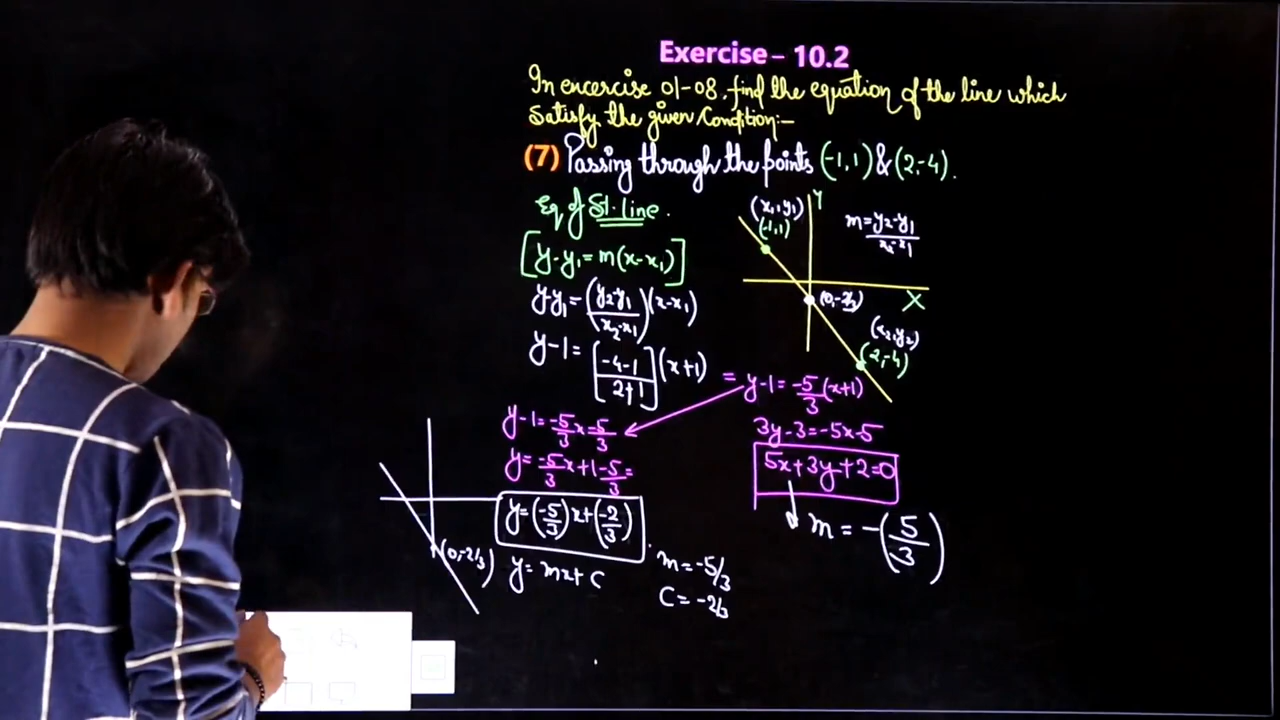 Exercise– 10.2
In excercise 01-08, find the equation of the line which
Satisfy the given Condition:–
(7) Passing through the points (-1,1) & (2,-4).
Eq of St. line.
[y-y₁=m(x-x₁)]
y-y₁=(y₂-y₁/x₂-x₁)(x-x₁)
y-1=[-4-1/2+1](x+1)
(x₁,y₁)
(-1,1)
Y
m=y₂-y₁/x₂-x₁
(0,-2/3)
X
(x₂,y₂)
(2,-4)
= y-1=-5/3(x+1)
3y-3=-5x-5
5x+3y+2=0
m=-(5/3)
y-1=-5/3x-5/3
y=-5/3x+1-5/3=
y=(-5/3)x+(-2/3)
y=mx+c
m=-5/3
C=-2/3
(0,-2/3)